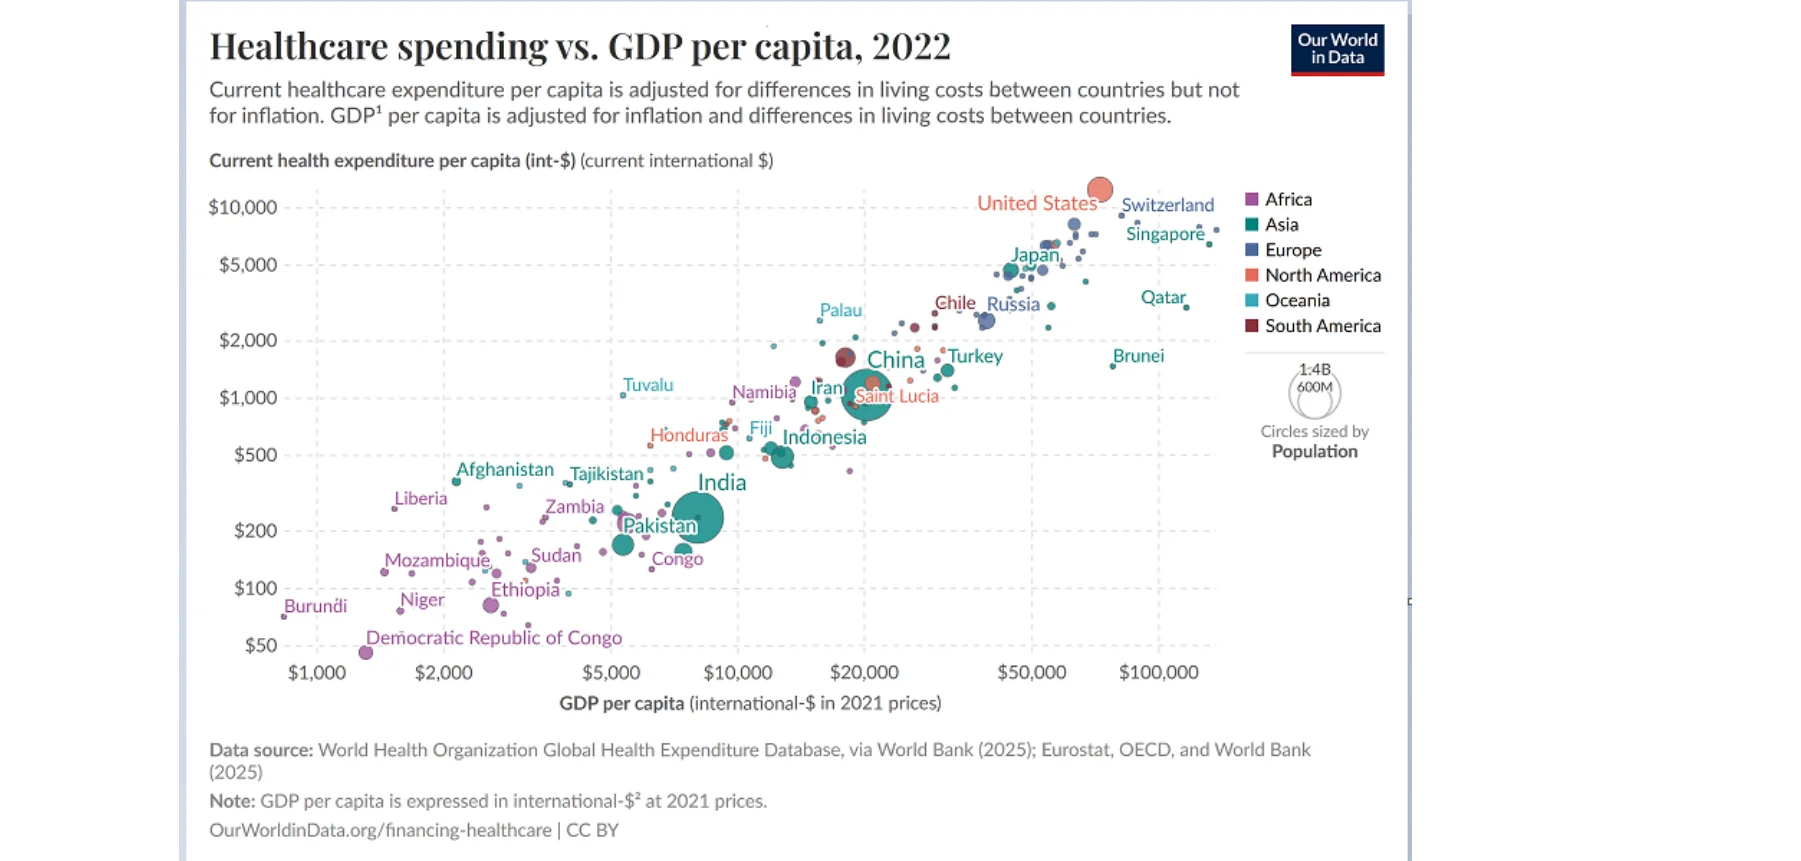 Healthcare spending vs. GDP per capita, 2022
Our World
in Data
Current healthcare expenditure per capita is adjusted for differences in living costs between countries but not
for inflation. GDP¹ per capita is adjusted for inflation and differences in living costs between countries.
Current health expenditure per capita (int-$) (current international $)
$10,000
$5,000
$2,000
$1,000
$500
$200
$100
$50
United States
Switzerland
Singapore
Japan
Qatar
Chile
Russia
Palau
China
Turkey
Brunei
Tuvalu
Namibia
Iran
Saint Lucia
Honduras
Fiji
Indonesia
Afghanistan
Tajikistan
India
Liberia
Zambia
Pakistan
Mozambique
Sudan
Congo
Ethiopia
Niger
Burundi
Democratic Republic of Congo
$1,000
$2,000
$5,000
$10,000
$20,000
$50,000
$100,000
GDP per capita (international-$ in 2021 prices)
Africa
Asia
Europe
North America
Oceania
South America
1:4B
600M
Circles sized by
Population
Data source: World Health Organization Global Health Expenditure Database, via World Bank (2025); Eurostat, OECD, and World Bank
(2025)
Note: GDP per capita is expressed in international-$² at 2021 prices.
OurWorldinData.org/financing-healthcare | CC BY